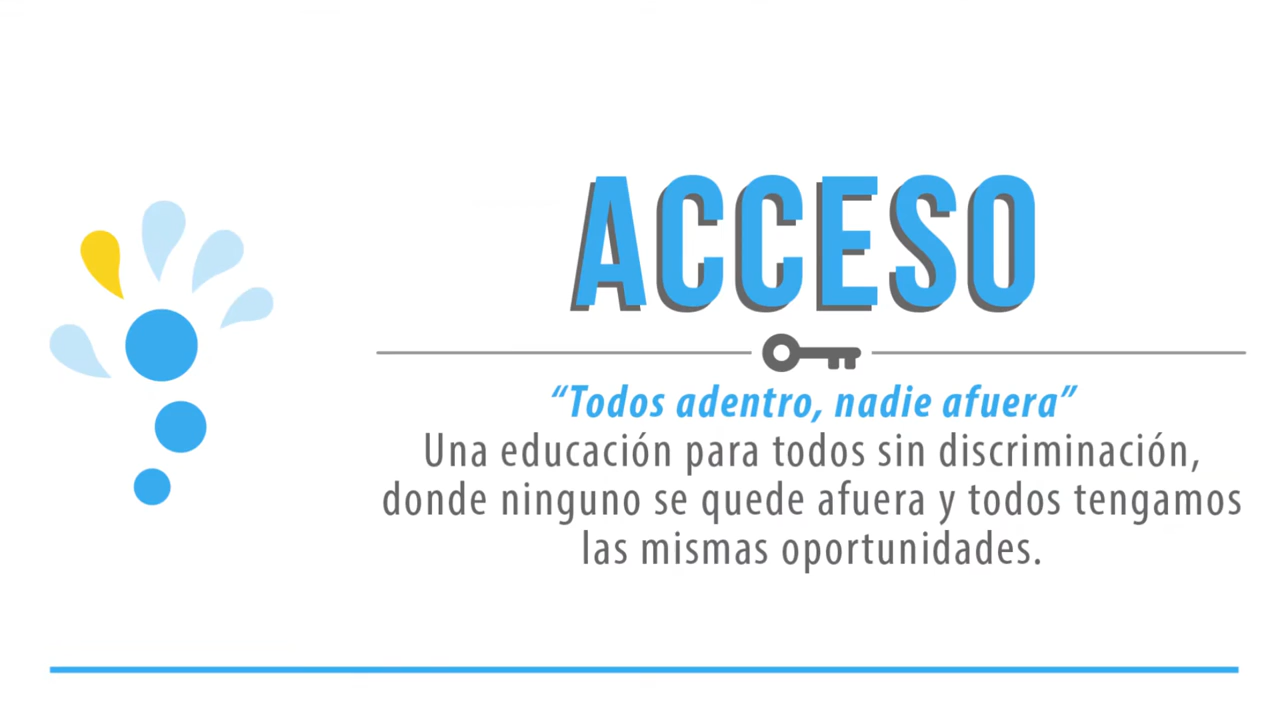 ACCESO
“Todos adentro, nadie afuera”
Una educación para todos sin discriminación,
donde ninguno se quede afuera y todos tengamos
las mismas oportunidades.